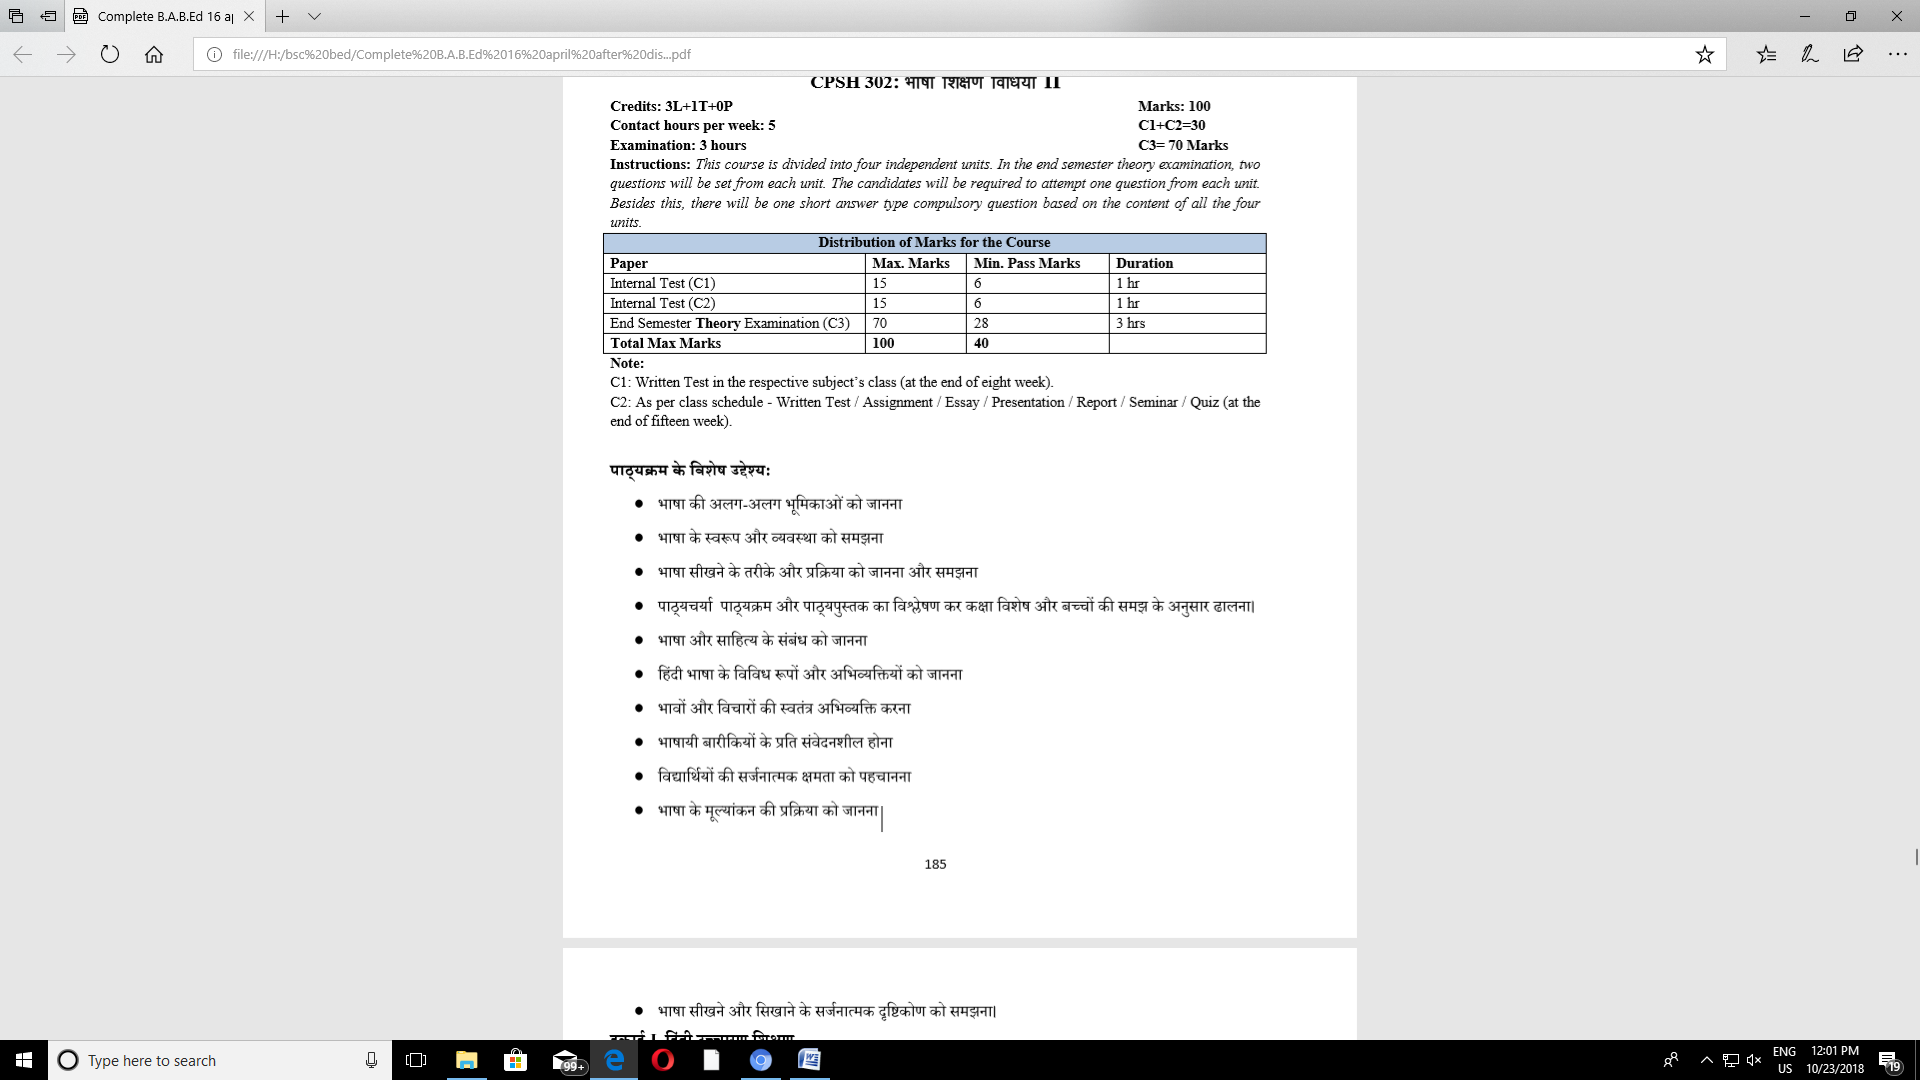 Complete B.A.B.Ed 16 a
file:///H:/bsc%20bed/Complete%20B.A.B.Ed%2016%20april%20after%20dis...pdf
CPSH 302: भाषा शिक्षण विधियाँ II
Credits: 3L+1T+0P Marks: 100
Contact hours per week: 5 C1+C2=30
Examination: 3 hours C3= 70 Marks
Instructions: This course is divided into four independent units. In the end semester theory examination, two
questions will be set from each unit. The candidates will be required to attempt one question from each unit.
Besides this, there will be one short answer type compulsory question based on the content of all the four
units.
Distribution of Marks for the Course
Paper Max. Marks Min. Pass Marks Duration
Internal Test (C1) 15 6 1 hr
Internal Test (C2) 15 6 1 hr
End Semester Theory Examination (C3) 70 28 3 hrs
Total Max Marks 100 40
Note:
C1: Written Test in the respective subject's class (at the end of eight week).
C2: As per class schedule - Written Test / Assignment / Essay / Presentation / Report / Seminar / Quiz (at the
end of fifteen week).
पाठ्यक्रम के विशेष उद्देश्य:
● भाषा की अलग-अलग भूमिकाओं को जानना
● भाषा के स्वरूप और व्यवस्था को समझना
● भाषा सीखने के तरीके और प्रक्रिया को जानना और समझना
● पाठ्यचर्या पाठ्यक्रम और पाठ्यपुस्तक का विश्लेषण कर कक्षा विशेष और बच्चों की समझ के अनुसार ढालना।
● भाषा और साहित्य के संबंध को जानना
● हिंदी भाषा के विविध रूपों और अभिव्यक्तियों को जानना
● भावों और विचारों की स्वतंत्र अभिव्यक्ति करना
● भाषायी बारीकियों के प्रति संवेदनशील होना
● विद्यार्थियों की सर्जनात्मक क्षमता को पहचानना
● भाषा के मूल्यांकन की प्रक्रिया को जानना
185
● भाषा सीखने और सिखाने के सर्जनात्मक दृष्टिकोण को समझना।
Type here to search
99+
ENG 12:01 PM
US 10/23/2018
19